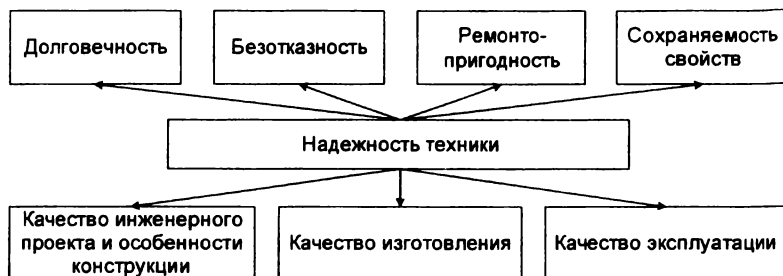 Долговечность
Безотказность
Ремонто-
пригодность
Сохраняемость
свойств
Надежность техники
Качество инженерного
проекта и особенности
конструкции
Качество изготовления
Качество эксплуатации